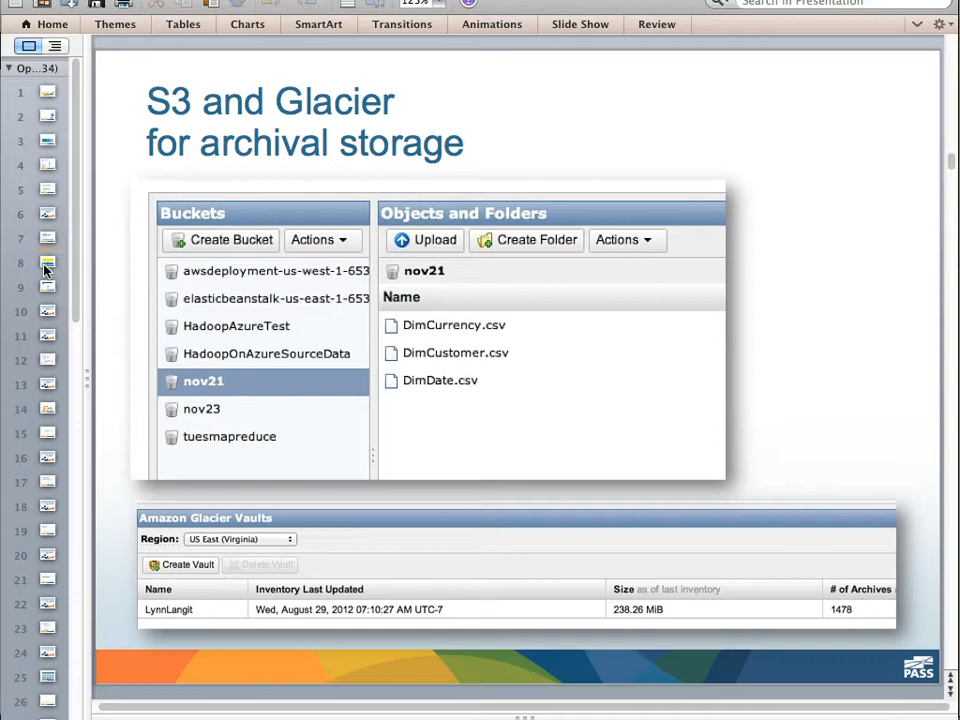 123%
Search in Presentation
Home Themes Tables Charts SmartArt Transitions Animations Slide Show Review
Op...34)
1
2
3
4
5
6
7
8
9
10
11
12
13
14
15
16
17
18
19
20
21
22
23
24
25
26
S3 and Glacier
for archival storage
Buckets
Create Bucket Actions
awsdeployment-us-west-1-653
elasticbeanstalk-us-east-1-653
HadoopAzureTest
HadoopOnAzureSourceData
nov21
nov23
tuesmapreduce
Objects and Folders
Upload Create Folder Actions
nov21
Name
DimCurrency.csv
DimCustomer.csv
DimDate.csv
Amazon Glacier Vaults
Region: US East (Virginia)
Create Vault Delete Vault
Name Inventory Last Updated Size as of last inventory # of Archives
LynnLangit Wed, August 29, 2012 07:10:27 AM UTC-7 238.26 MiB 1478
PASS